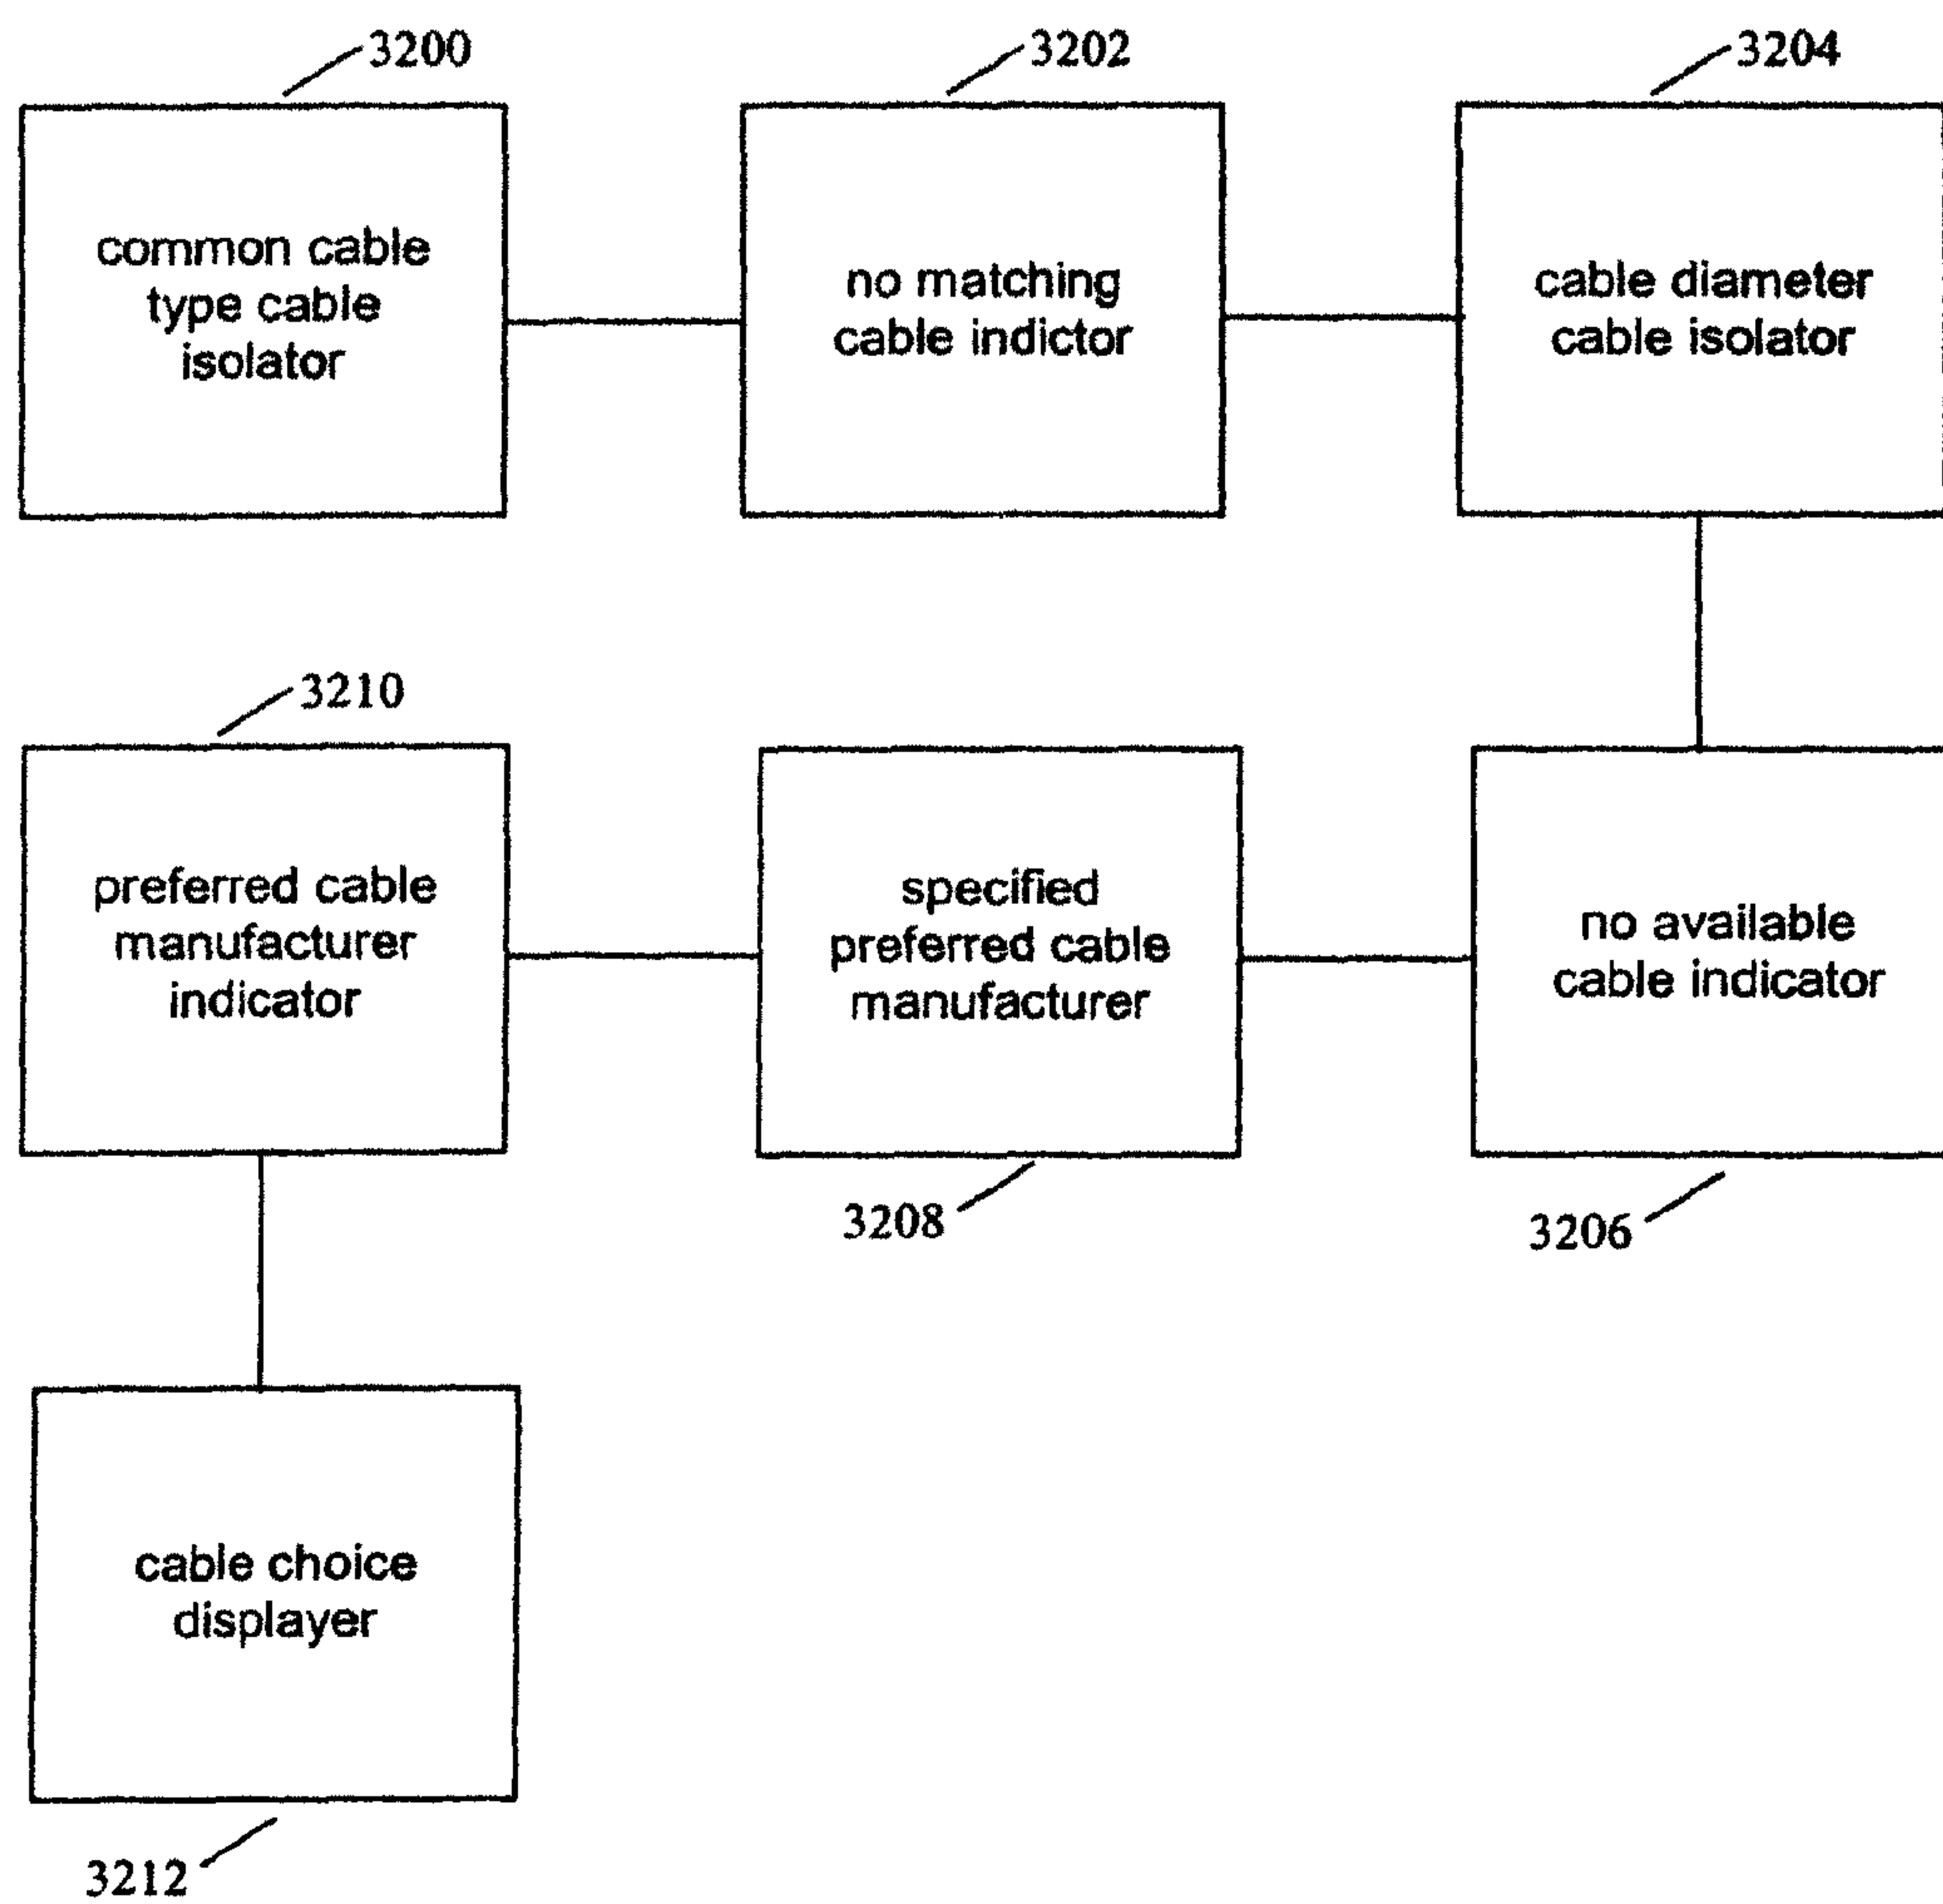 3200
common cable
type cable
isolator
3202
no matching
cable indictor
3204
cable diameter
cable isolator
3210
preferred cable
manufacturer
indicator
specified
preferred cable
manufacturer
3208
no available
cable indicator
3206
cable choice
displayer
3212